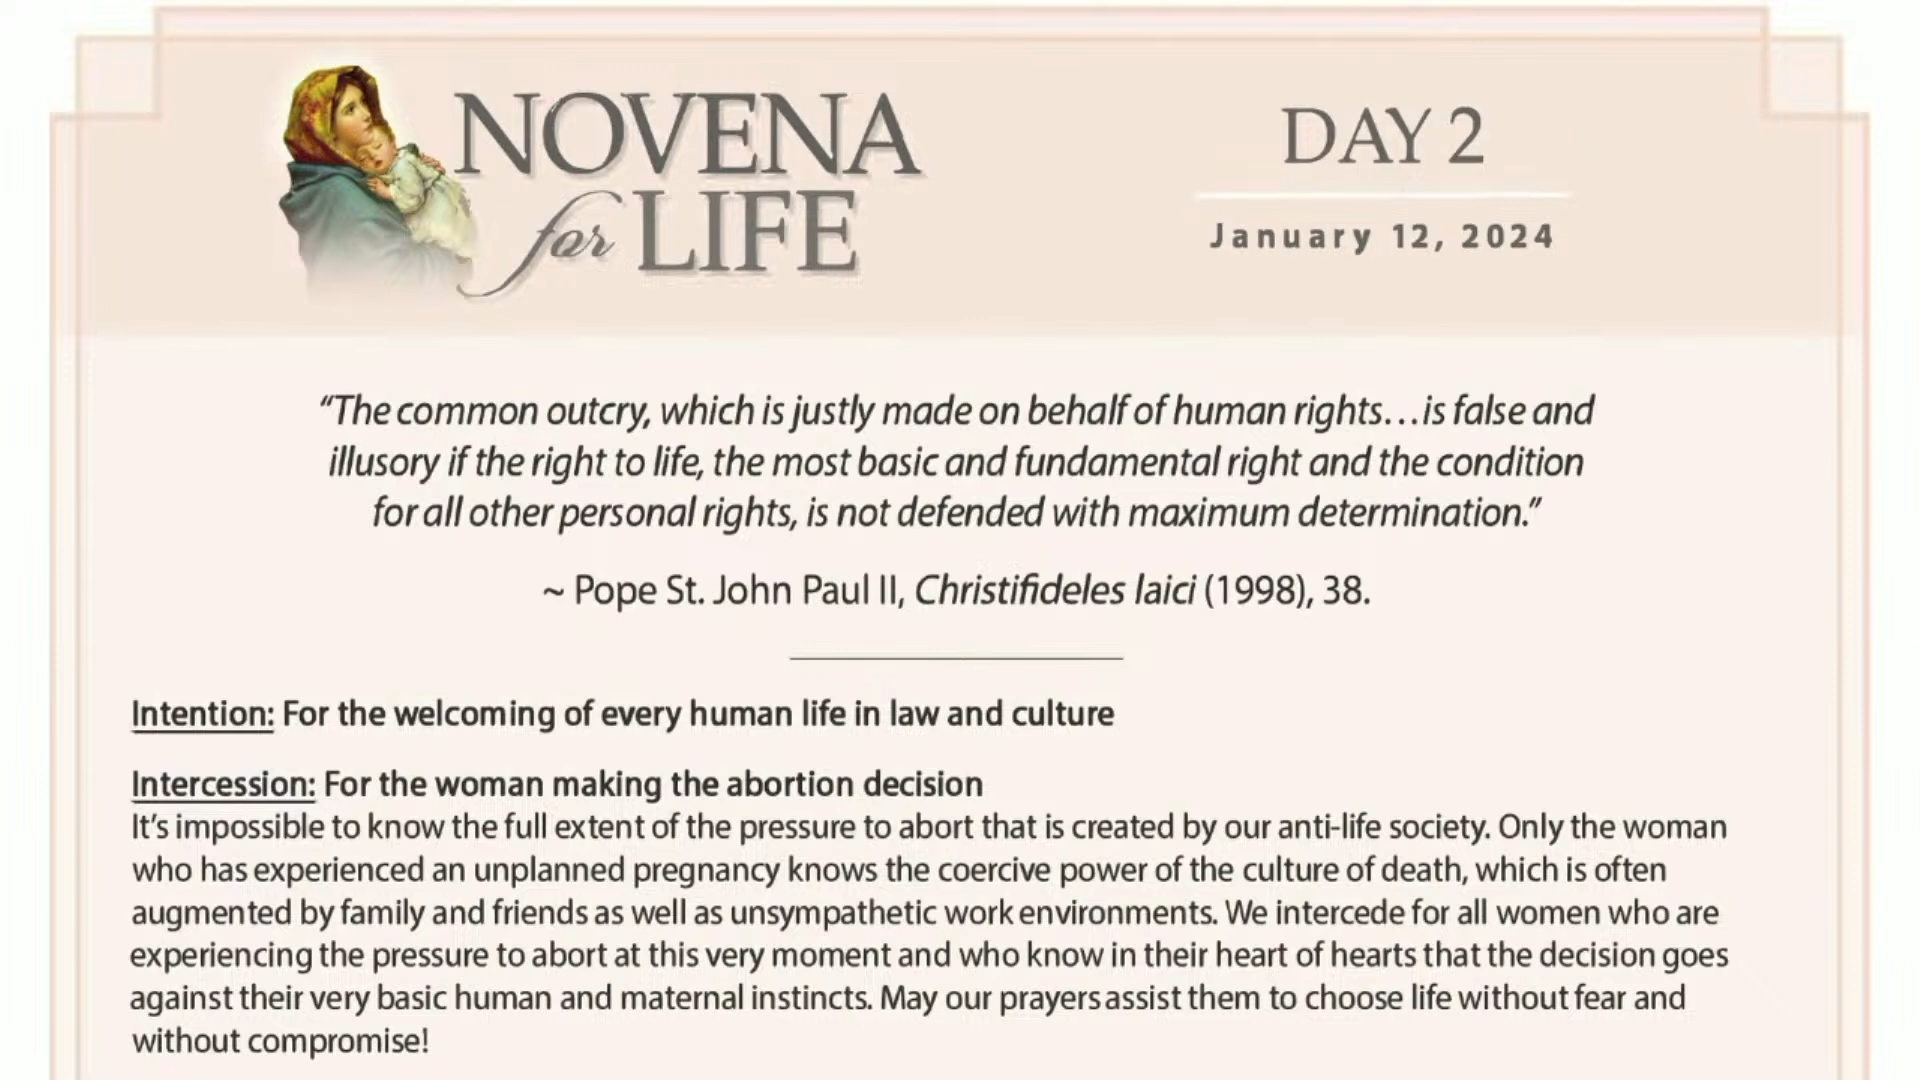 NOVENA
for LIFE
DAY 2
January 12, 2024
“The common outcry, which is justly made on behalf of human rights…is false and
illusory if the right to life, the most basic and fundamental right and the condition
for all other personal rights, is not defended with maximum determination.”
~ Pope St. John Paul II, Christifideles laici (1998), 38.
Intention: For the welcoming of every human life in law and culture
Intercession: For the woman making the abortion decision
It’s impossible to know the full extent of the pressure to abort that is created by our anti-life society. Only the woman
who has experienced an unplanned pregnancy knows the coercive power of the culture of death, which is often
augmented by family and friends as well as unsympathetic work environments. We intercede for all women who are
experiencing the pressure to abort at this very moment and who know in their heart of hearts that the decision goes
against their very basic human and maternal instincts. May our prayers assist them to choose life without fear and
without compromise!